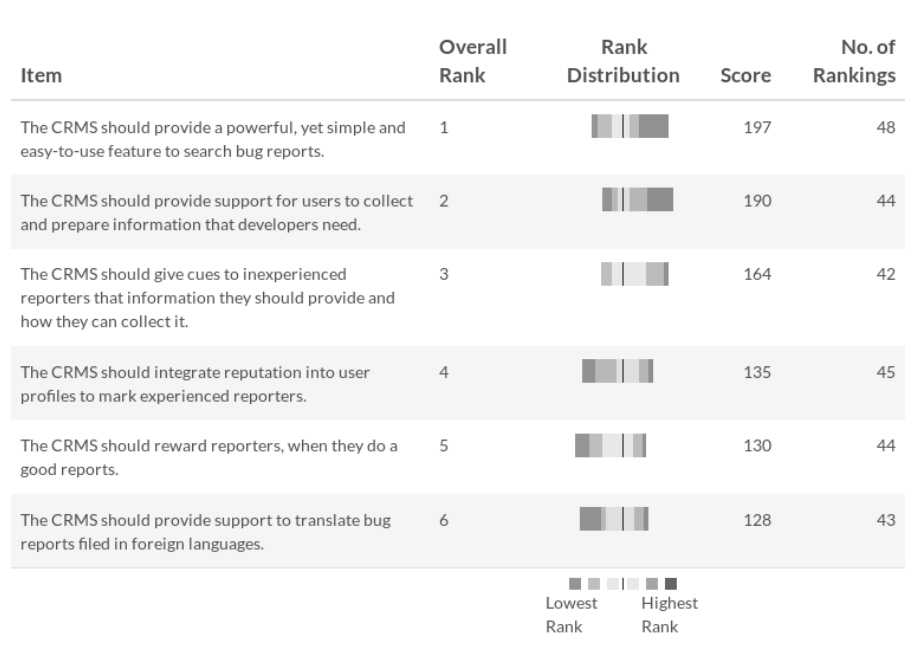 Overall Rank No. of
Item Rank Distribution Score Rankings
The CRMS should provide a powerful, yet simple and 1 197 48
easy-to-use feature to search bug reports.
The CRMS should provide support for users to collect 2 190 44
and prepare information that developers need.
The CRMS should give cues to inexperienced 3 164 42
reporters that information they should provide and
how they can collect it.
The CRMS should integrate reputation into user 4 135 45
profiles to mark experienced reporters.
The CRMS should reward reporters, when they do a 5 130 44
good reports.
The CRMS should provide support to translate bug 6 128 43
reports filed in foreign languages.
Lowest Highest
Rank Rank